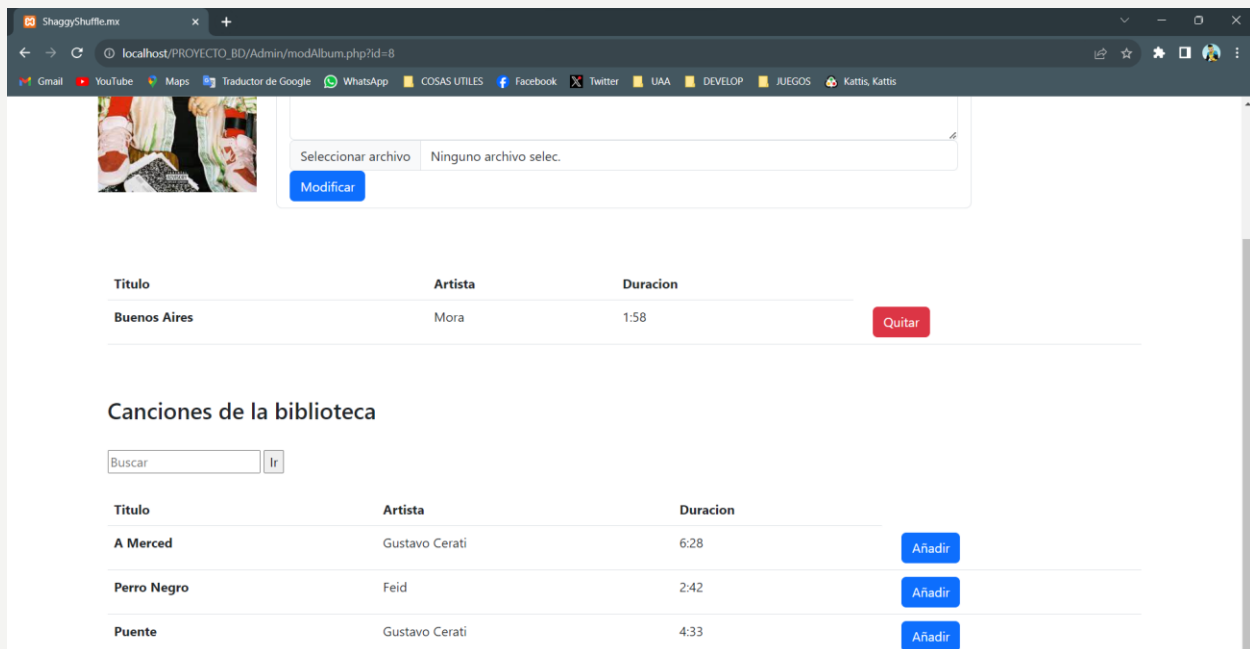 ShaggyShuffle.mx
localhost/PROYECTO_BD/Admin/modAlbum.php?id=8
Gmail YouTube Maps Traductor de Google WhatsApp COSAS UTILES Facebook Twitter UAA DEVELOP JUEGOS Kattis, Kattis
Seleccionar archivo Ninguno archivo selec.
Modificar
Titulo Artista Duracion
Buenos Aires Mora 1:58 Quitar
Canciones de la biblioteca
Buscar Ir
Titulo Artista Duracion
A Merced Gustavo Cerati 6:28 Añadir
Perro Negro Feid 2:42 Añadir
Puente Gustavo Cerati 4:33 Añadir